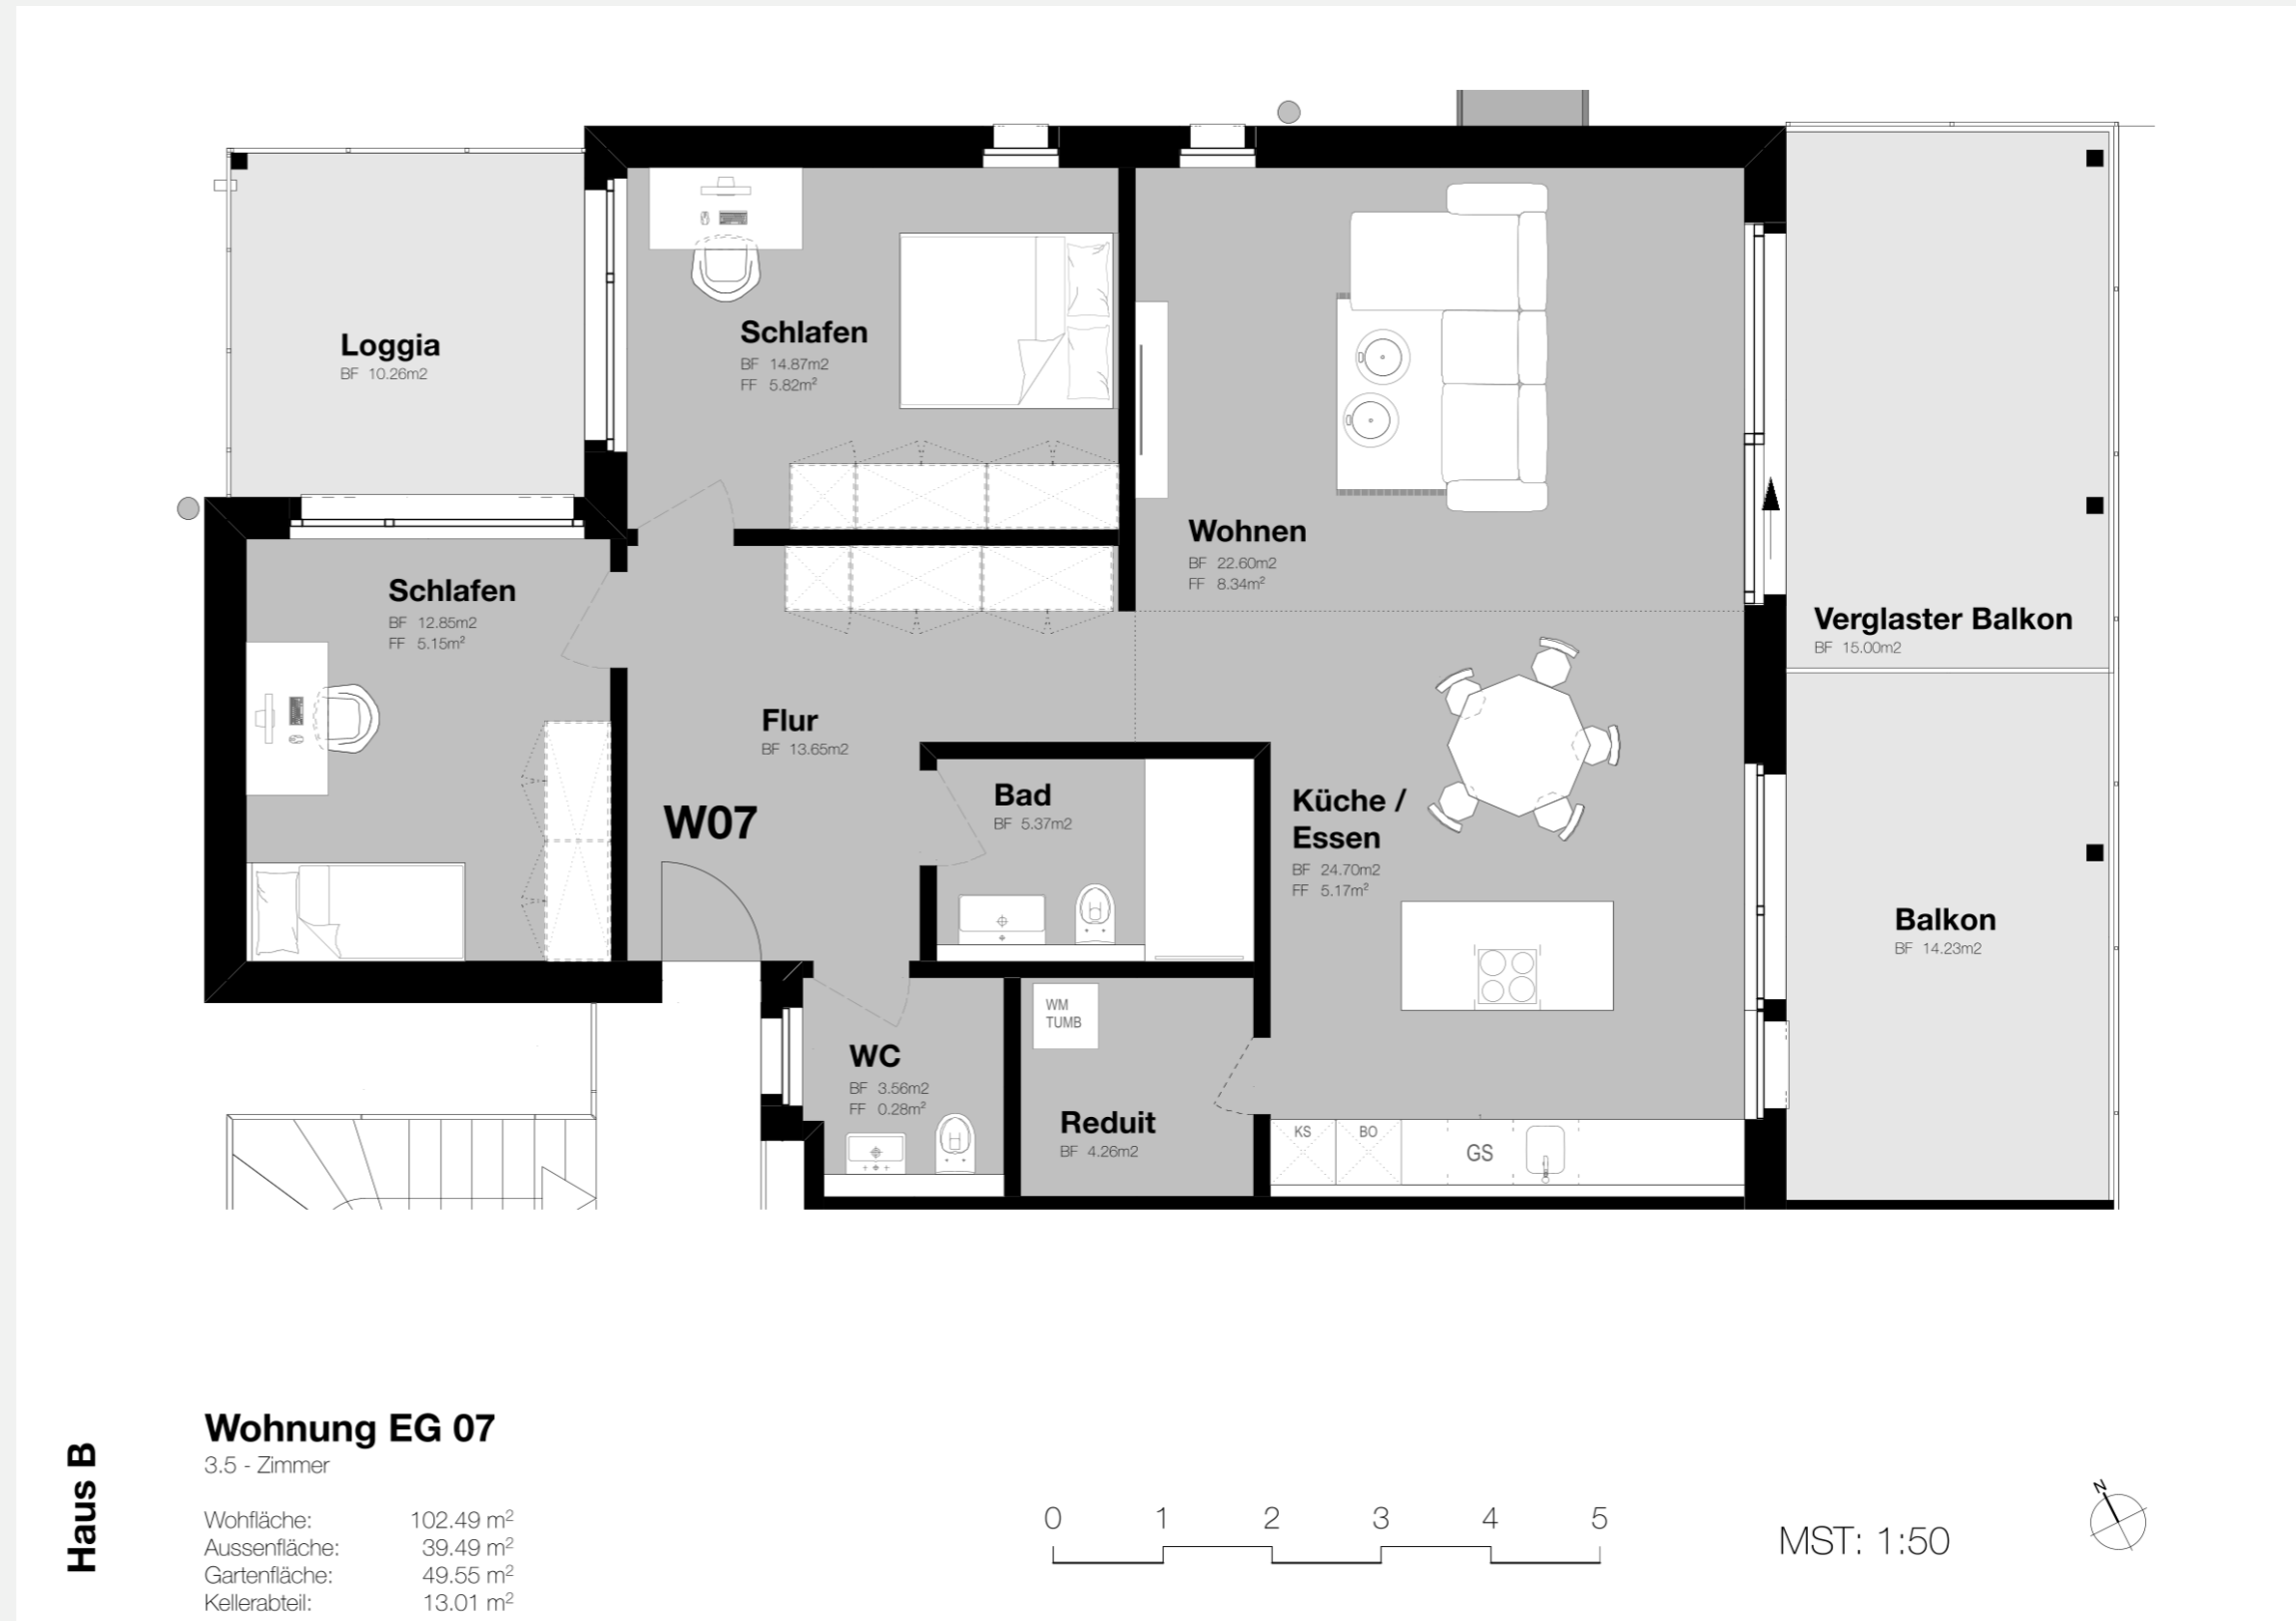 Loggia
BF 10.26m2
Schlafen
BF 14.87m2
FF 5.82m²
Wohnen
BF 22.60m2
FF 8.34m²
Schlafen
BF 12.85m2
FF 5.15m²
Verglaster Balkon
BF 15.00m2
Flur
BF 13.65m2
W07
Bad
BF 5.37m2
Küche /
Essen
BF 24.70m2
FF 5.17m²
Balkon
BF 14.23m2
WM
TUMB
WC
BF 3.56m2
FF 0.28m²
Reduit
BF 4.26m2
KS
BO
GS
Haus B
Wohnung EG 07
3.5 - Zimmer
Wohfläche: 102.49 m²
Aussenfläche: 39.49 m²
Gartenfläche: 49.55 m²
Kellerabteil: 13.01 m²
0 1 2 3 4 5
MST: 1:50
N